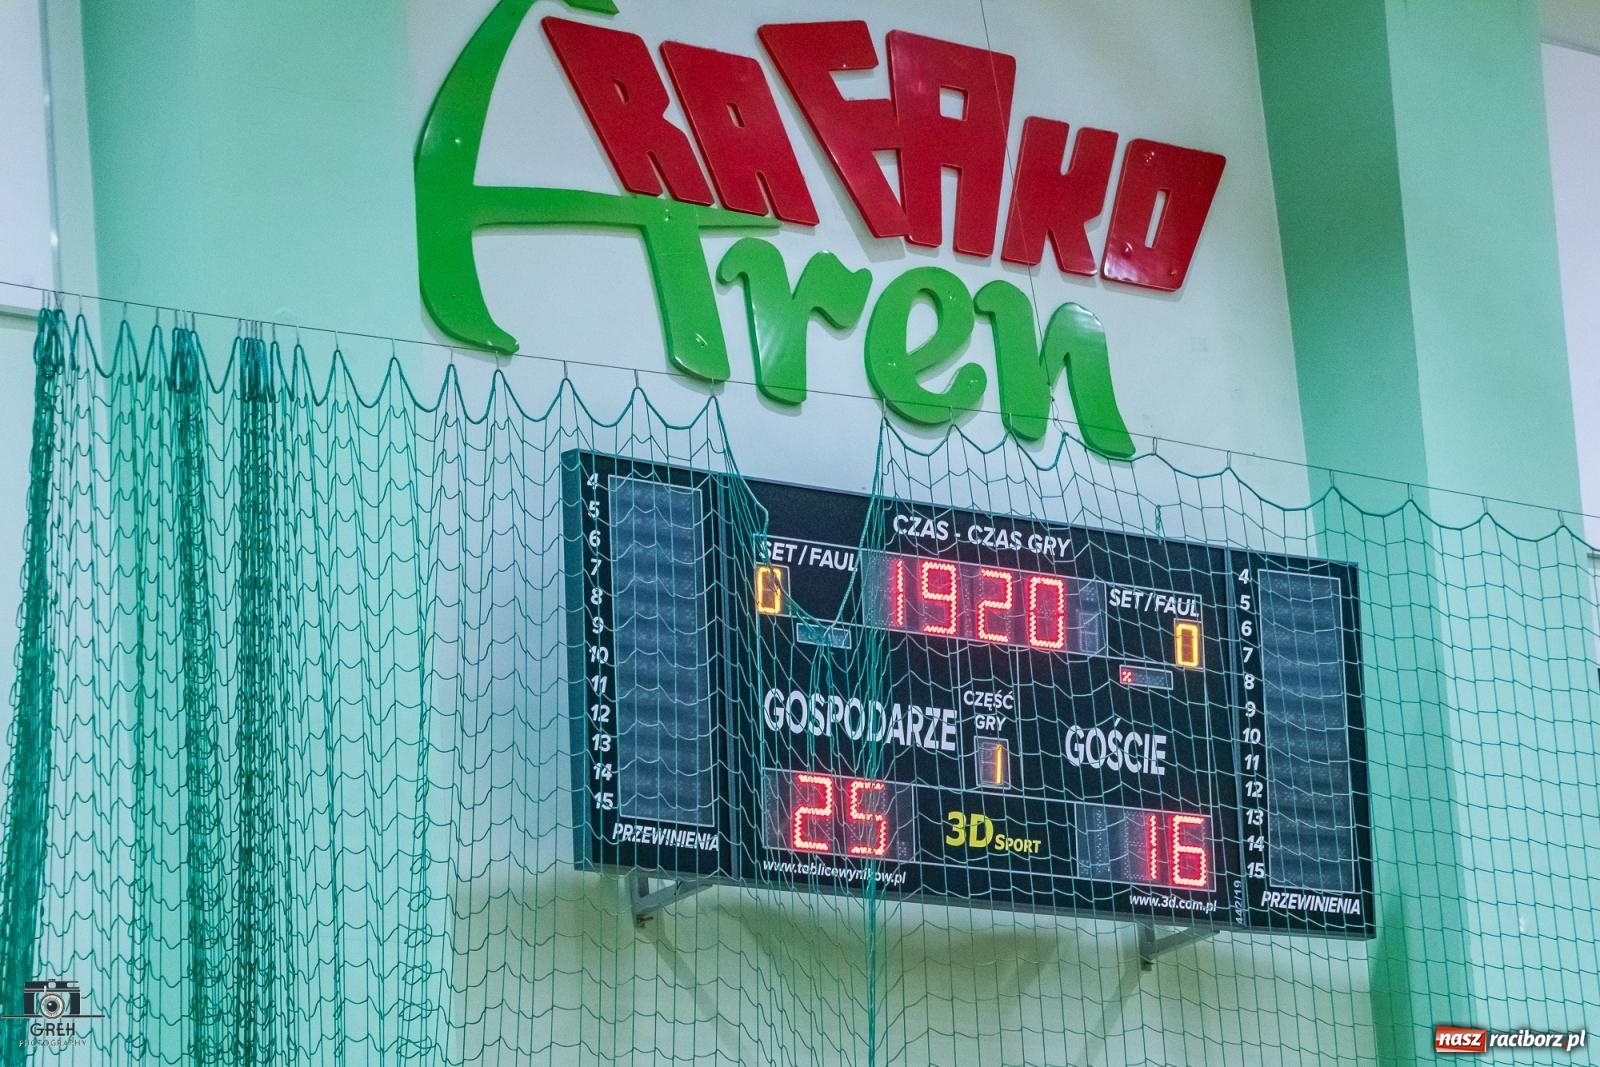 RAFAKO
Aren
CZAS - CZAS GRY
SET/FAUL
0
1920
SET/FAUL
0
GOSPODARZE
CZĘŚĆ
GRY
1
GOŚCIE
25
3D SPORT
16
www.tablicewynikow.pl
www.3d.com.pl
442/19
4
5
6
7
8
9
10
11
12
13
14
15
PRZEWINIENIA
4
5
6
7
8
9
10
11
12
13
14
15
PRZEWINIENIA
GREH
PHOTOGRAPHY
nasz raciborz.pl